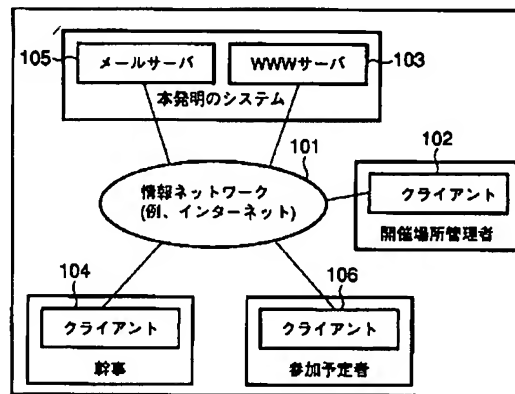 105
メールサーバ
WWWサーバ
103
本発明のシステム
101
情報ネットワーク
(例、インターネット)
102
クライアント
開催場所管理者
104
クライアント
幹事
106
クライアント
参加予定者